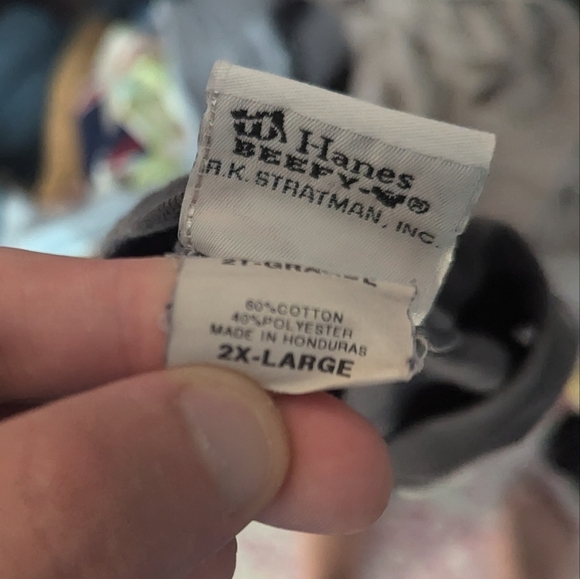 Hanes
BEEFY-T®
R.K. STRATMAN, INC.
60%COTTON
40%POLYESTER
MADE IN HONDURAS
2X-LARGE